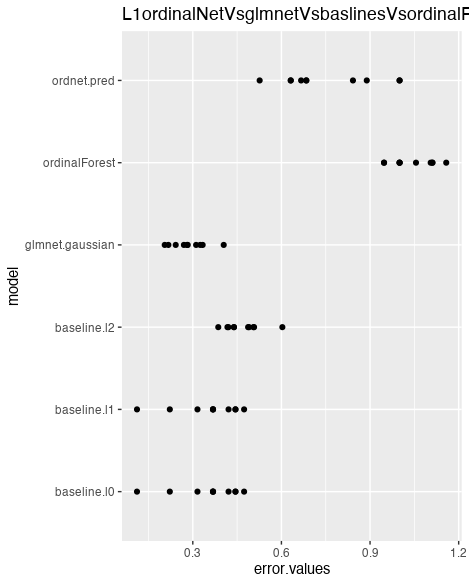 L1ordinalNetVsglmnetVsbaslinesVsordinalF
ordnet.pred
ordinalForest
glmnet.gaussian
baseline.l2
baseline.l1
baseline.l0
model
0.3 0.6 0.9 1.2
error.values